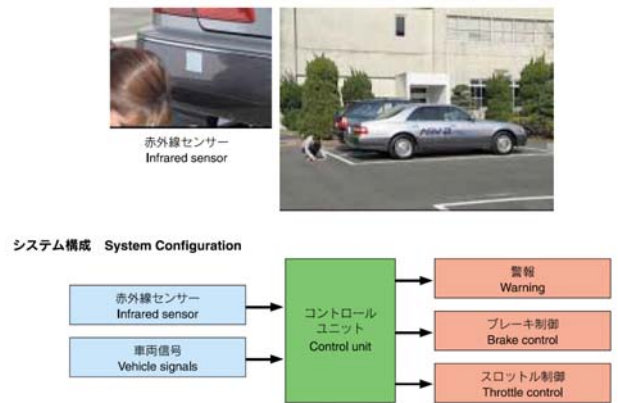 赤外線センサー
Infrared sensor
システム構成 System Configuration
赤外線センサー
Infrared sensor
車両信号
Vehicle signals
コントロール
ユニット
Control unit
警報
Warning
ブレーキ制御
Brake control
スロットル制御
Throttle control